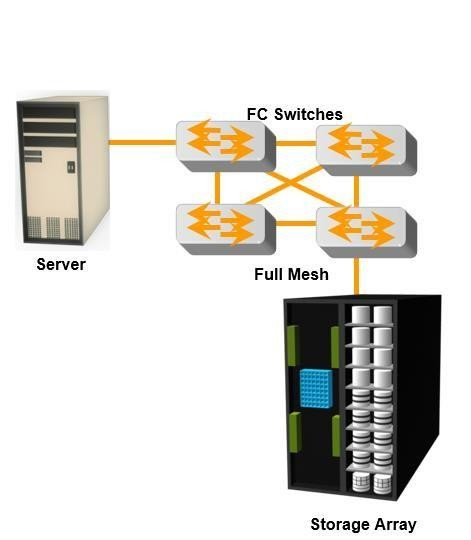 FC Switches
Server
Full Mesh
Storage Array